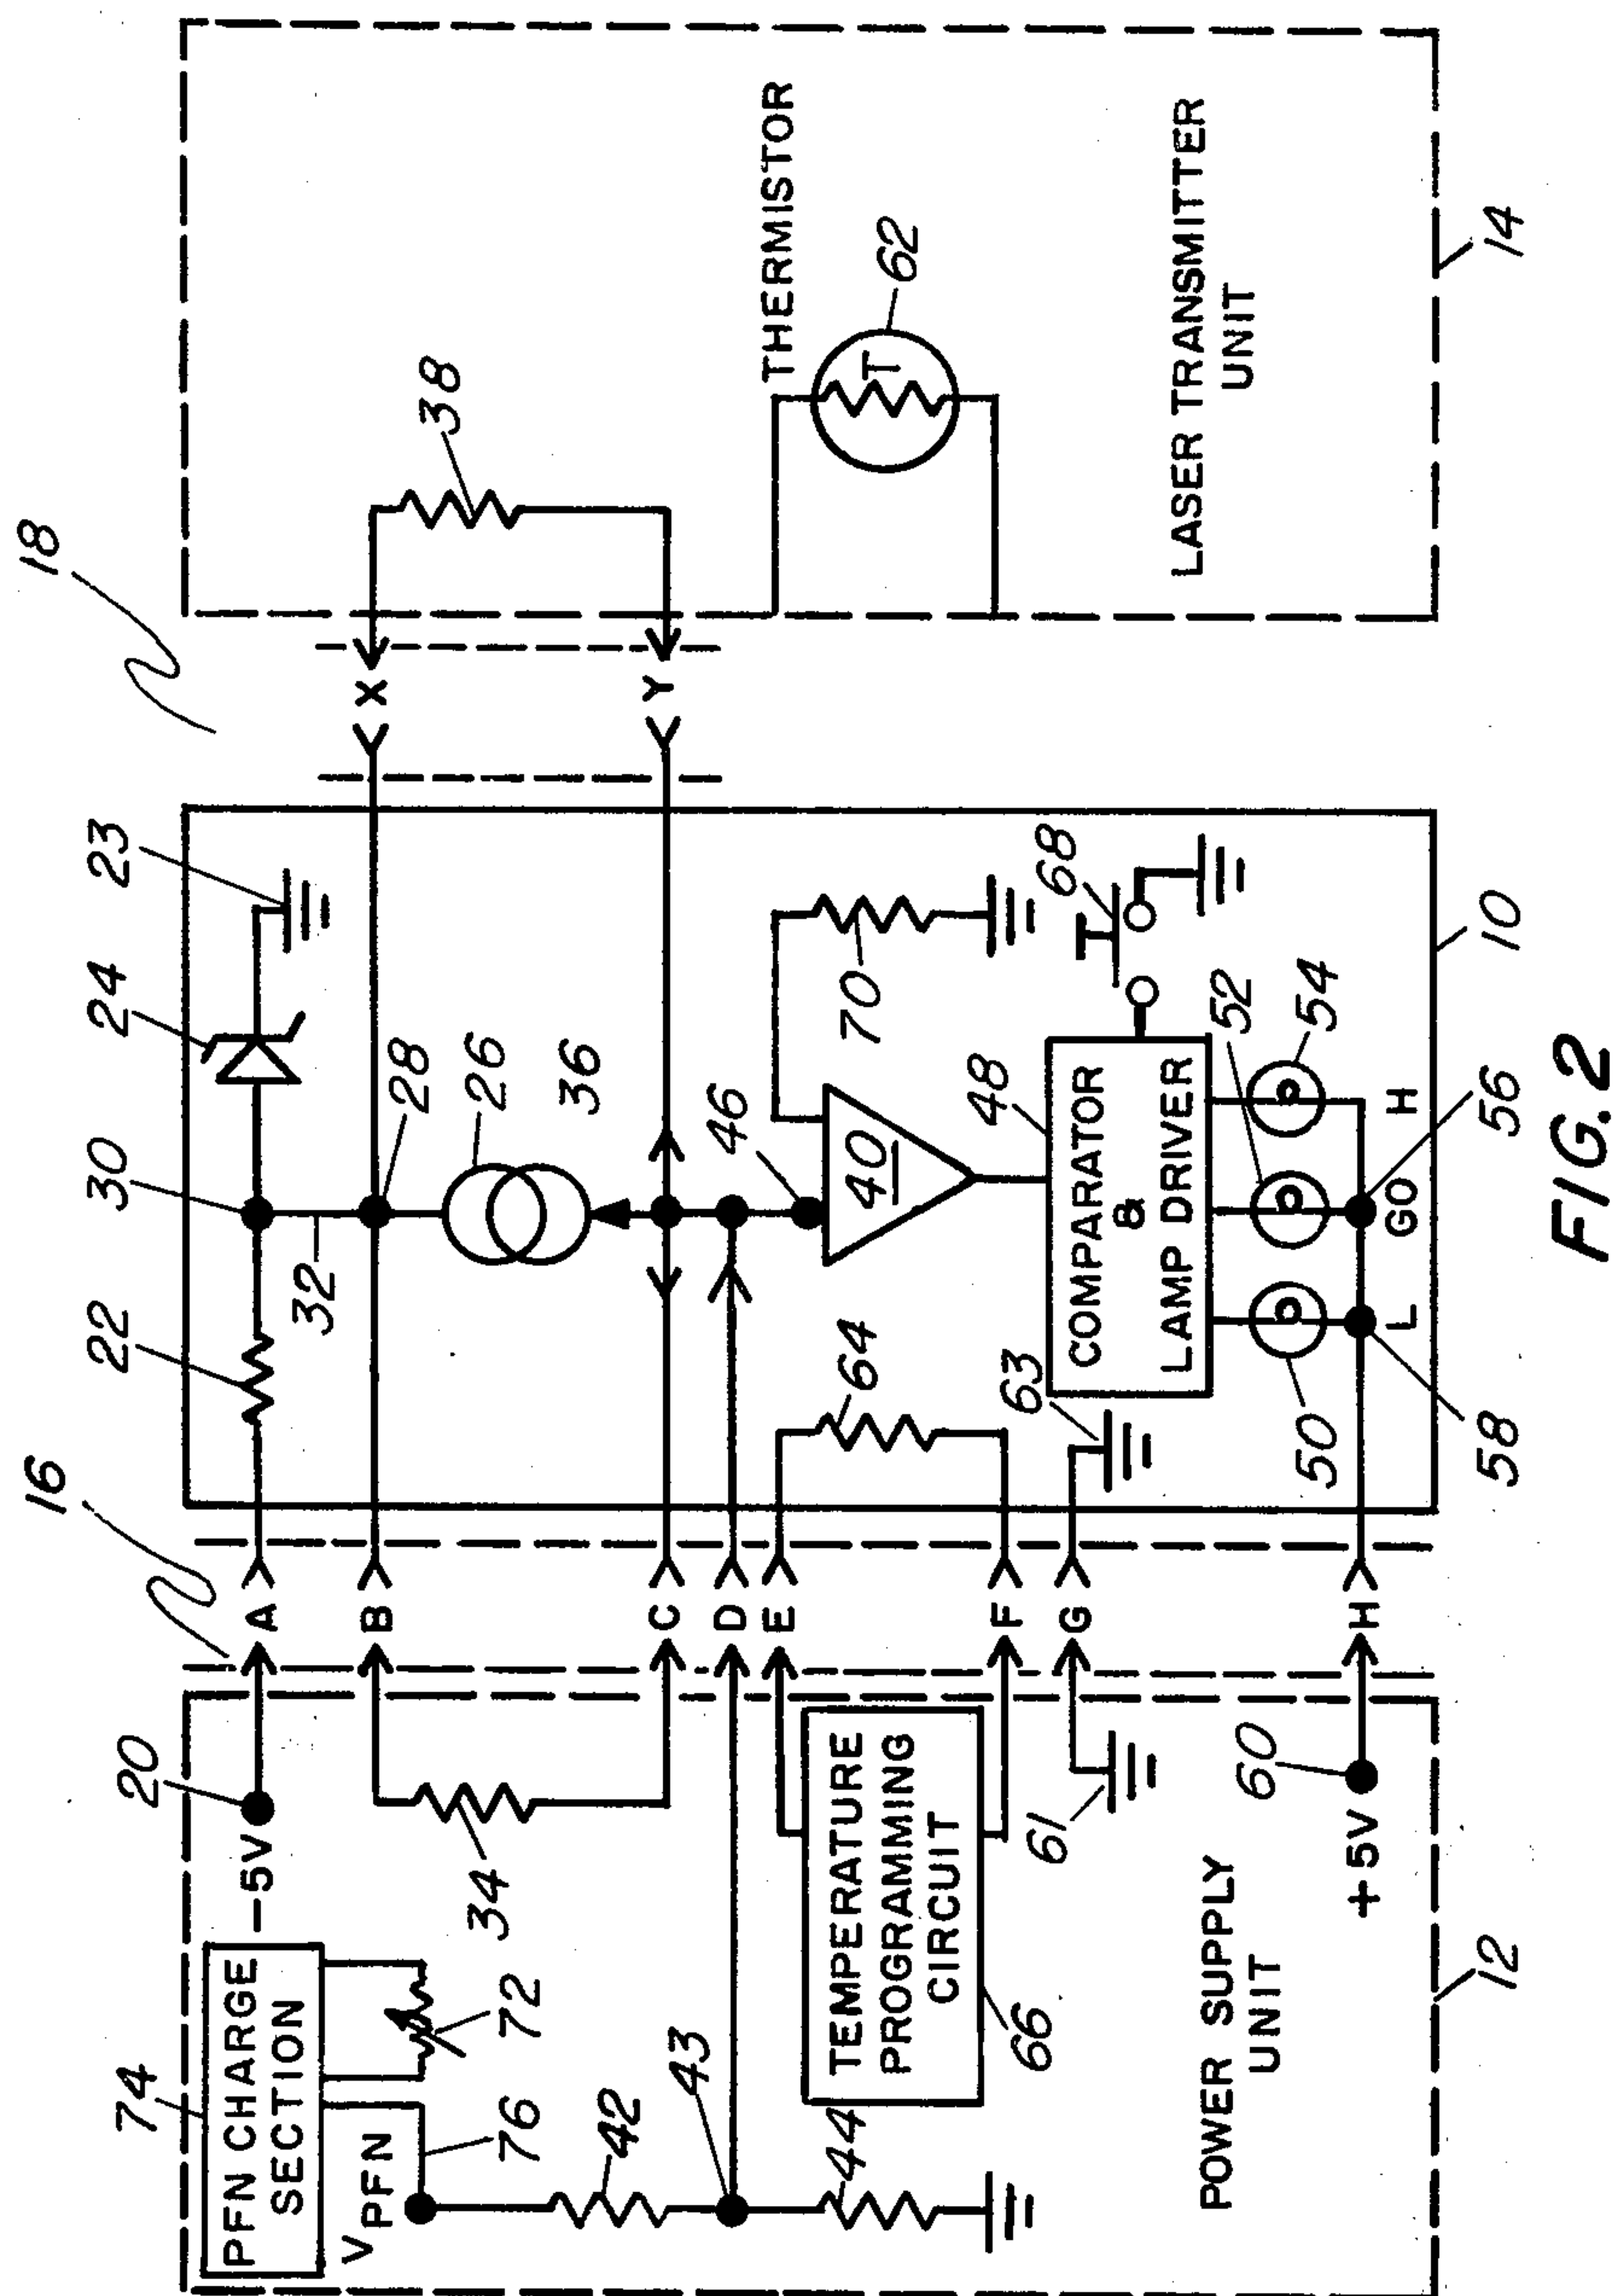 18
16
74
PFN CHARGE
SECTION
-5V
20
A
22
30
24
23
V PFN
76
72
34
B
32
28
26
36
X
38
42
43
C
D
E
46
Y
THERMISTOR
T
62
44
TEMPERATURE
PROGRAMMING
CIRCUIT
66
64
40
70
F
61
G
63
48
COMPARATOR
&
LAMP DRIVER
68
POWER SUPPLY
UNIT
+5V
60
H
50
52
54
L
GO
H
58
56
LASER TRANSMITTER
UNIT
12
10
14
FIG.2